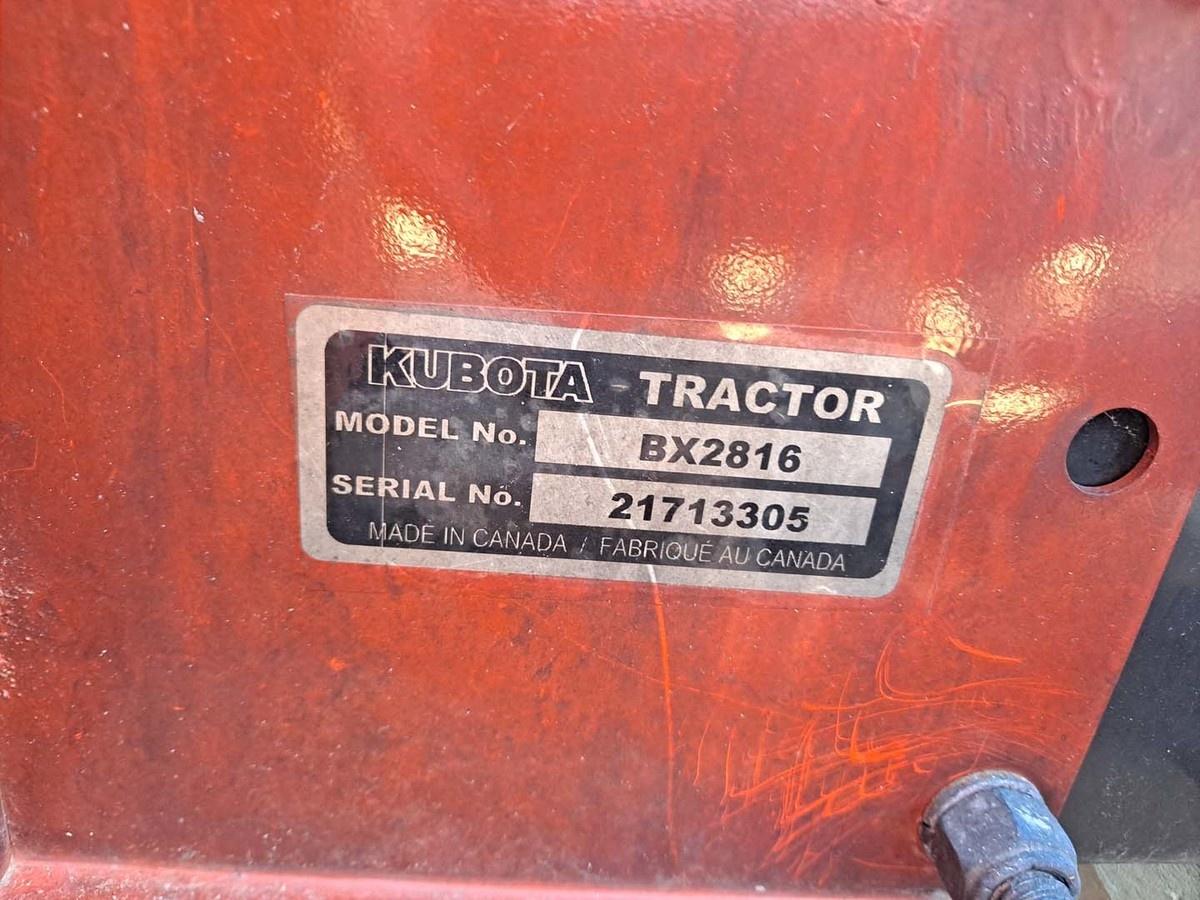 KUBOTA TRACTOR
MODEL No. BX2816
SERIAL No. 21713305
MADE IN CANADA / FABRIQUÉ AU CANADA